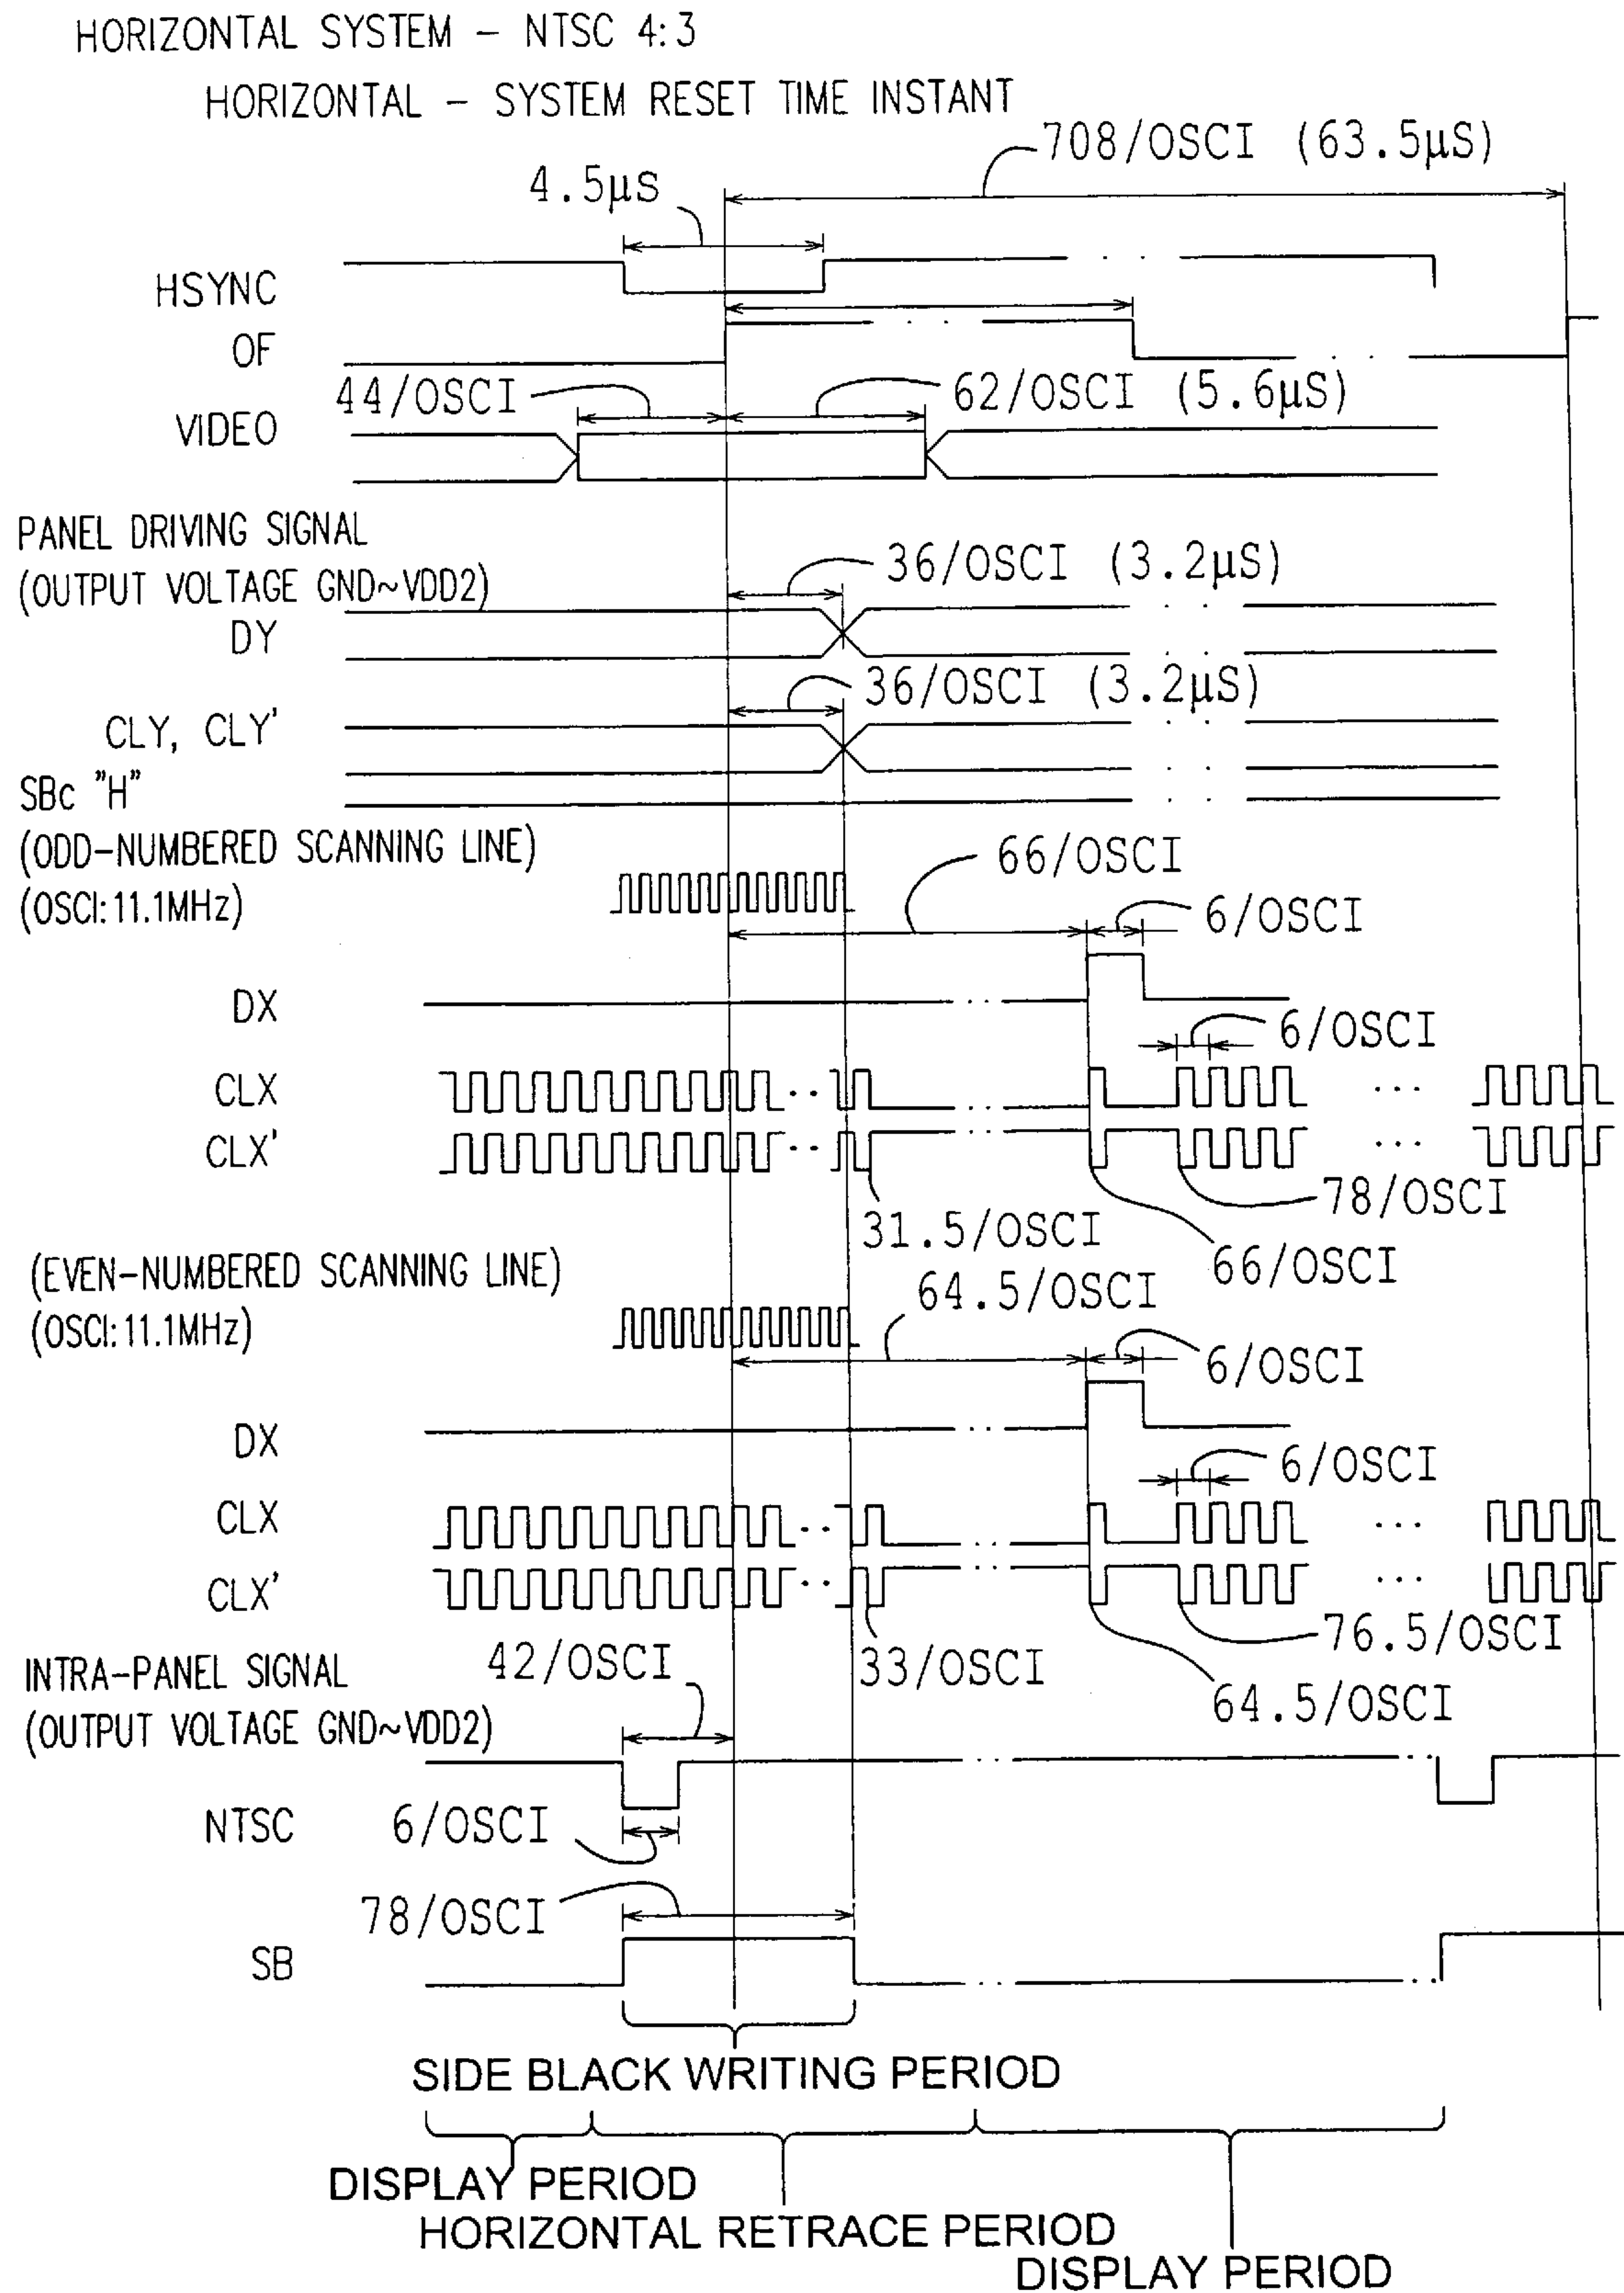 HORIZONTAL SYSTEM – NTSC 4:3
HORIZONTAL – SYSTEM RESET TIME INSTANT
708/OSCI (63.5µS)
4.5µS
HSYNC
OF
44/OSCI
62/OSCI (5.6µS)
VIDEO
PANEL DRIVING SIGNAL
(OUTPUT VOLTAGE GND~VDD2)
36/OSCI (3.2µS)
DY
36/OSCI (3.2µS)
CLY, CLY'
SBc "H"
(ODD–NUMBERED SCANNING LINE)
66/OSCI
(OSCI: 11.1MHz)
6/OSCI
DX
6/OSCI
CLX
CLX'
78/OSCI
31.5/OSCI
66/OSCI
(EVEN–NUMBERED SCANNING LINE)
64.5/OSCI
(OSCI: 11.1MHz)
6/OSCI
DX
6/OSCI
CLX
CLX'
76.5/OSCI
42/OSCI
33/OSCI
INTRA–PANEL SIGNAL
64.5/OSCI
(OUTPUT VOLTAGE GND~VDD2)
NTSC
6/OSCI
78/OSCI
SB
SIDE BLACK WRITING PERIOD
DISPLAY PERIOD
HORIZONTAL RETRACE PERIOD
DISPLAY PERIOD